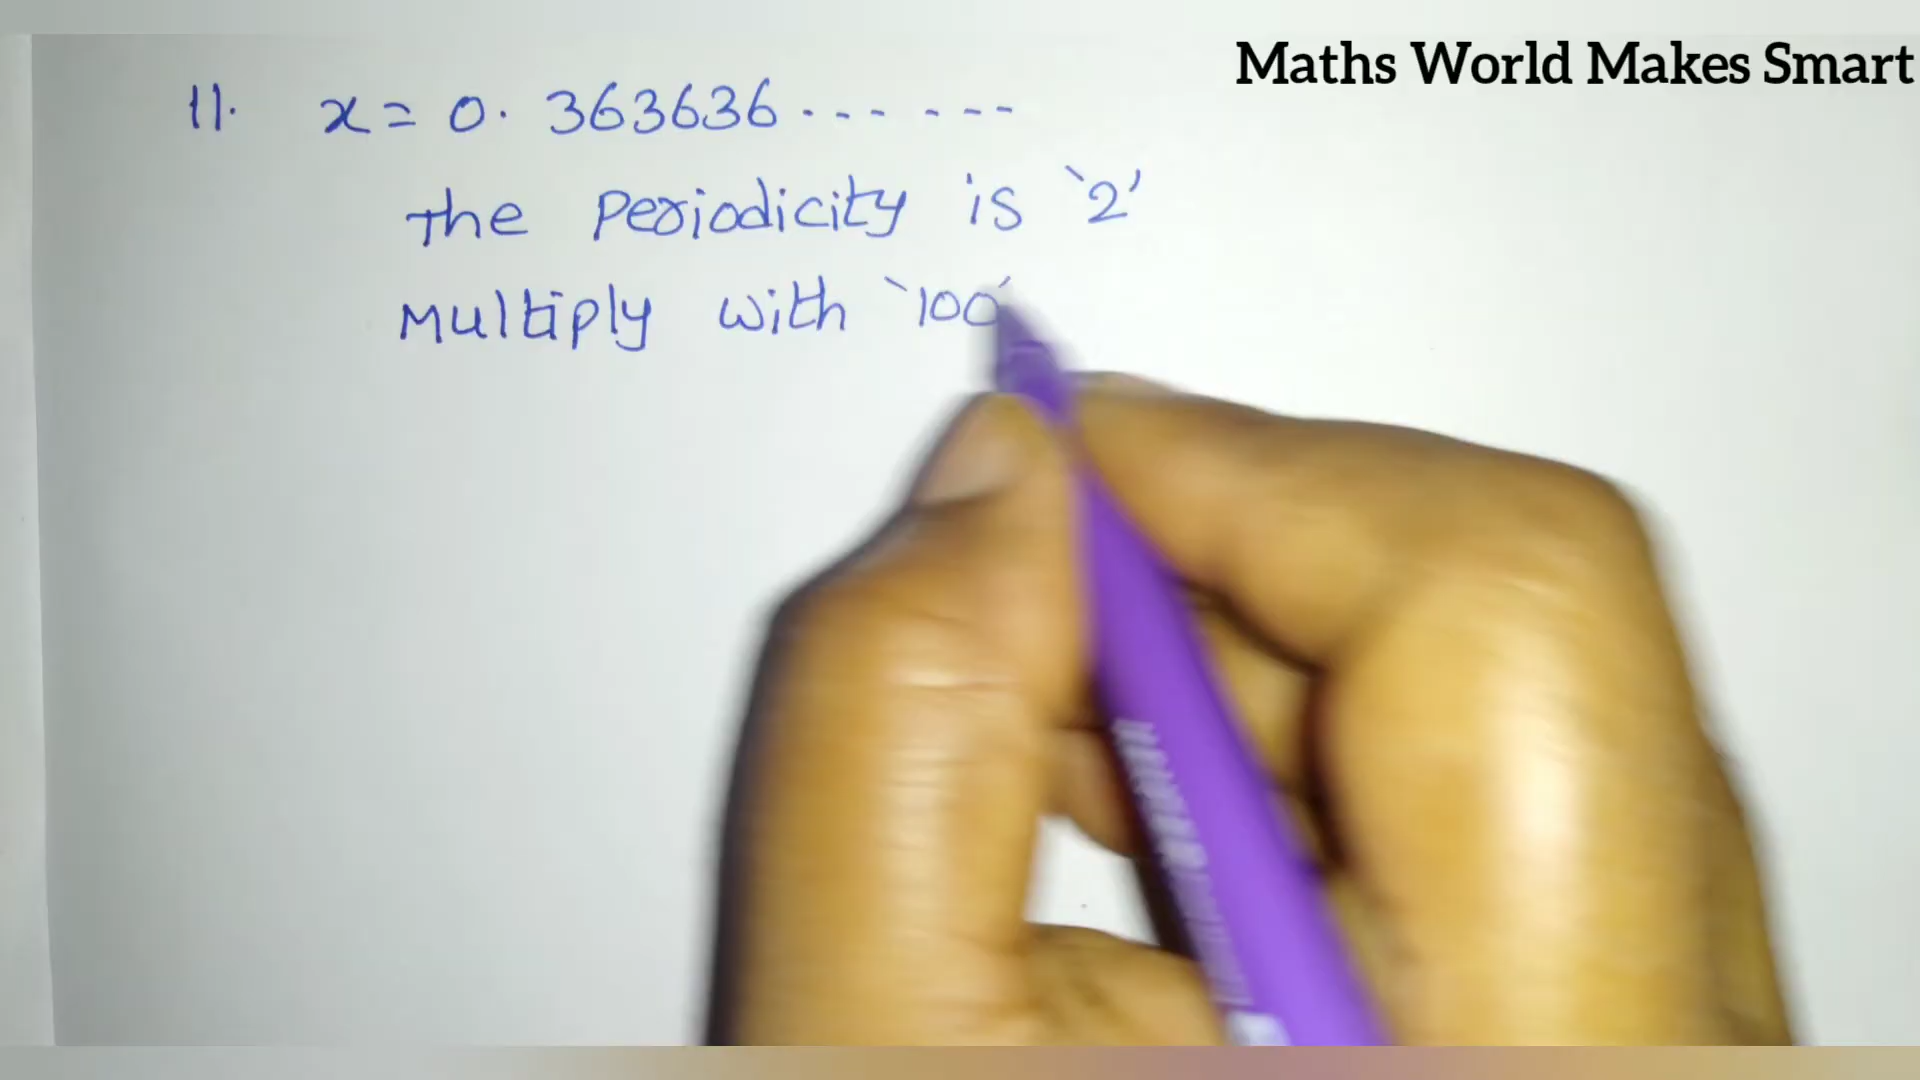 Maths World Makes Smart
11. x = 0.363636.........
The Periodicity is `2'
Multiply with `100'